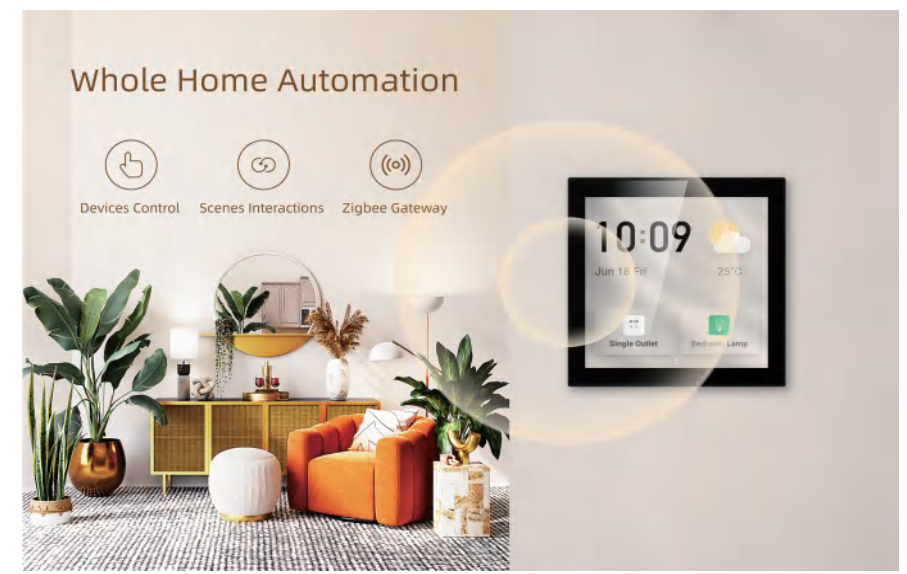 Whole Home Automation
Devices Control
Scenes Interactions
Zigbee Gateway
10:09
Jun 18 Fri
25°C
Single Outlet
Bedroom Lamp